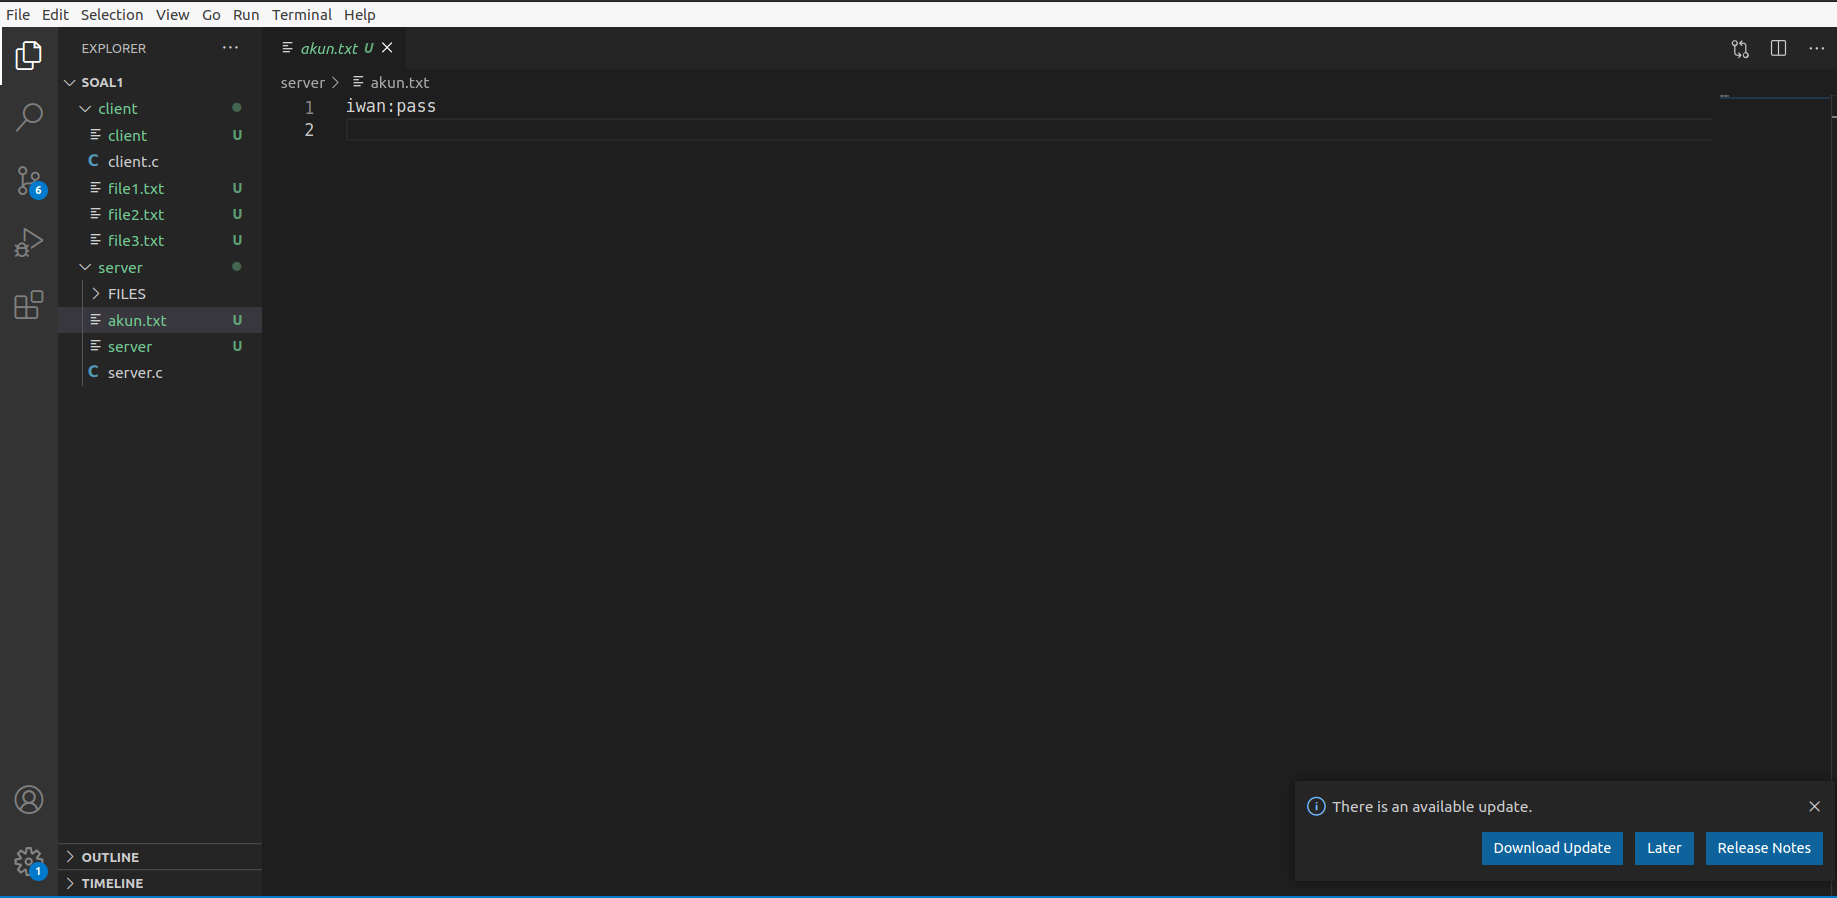 File Edit Selection View Go Run Terminal Help
EXPLORER
SOAL1
client
client U
C client.c
file1.txt U
file2.txt U
file3.txt U
server
FILES
akun.txt U
server U
C server.c
OUTLINE
TIMELINE
6
1
akun.txt U
server > akun.txt
1 iwan:pass
2
There is an available update.
Download Update Later Release Notes